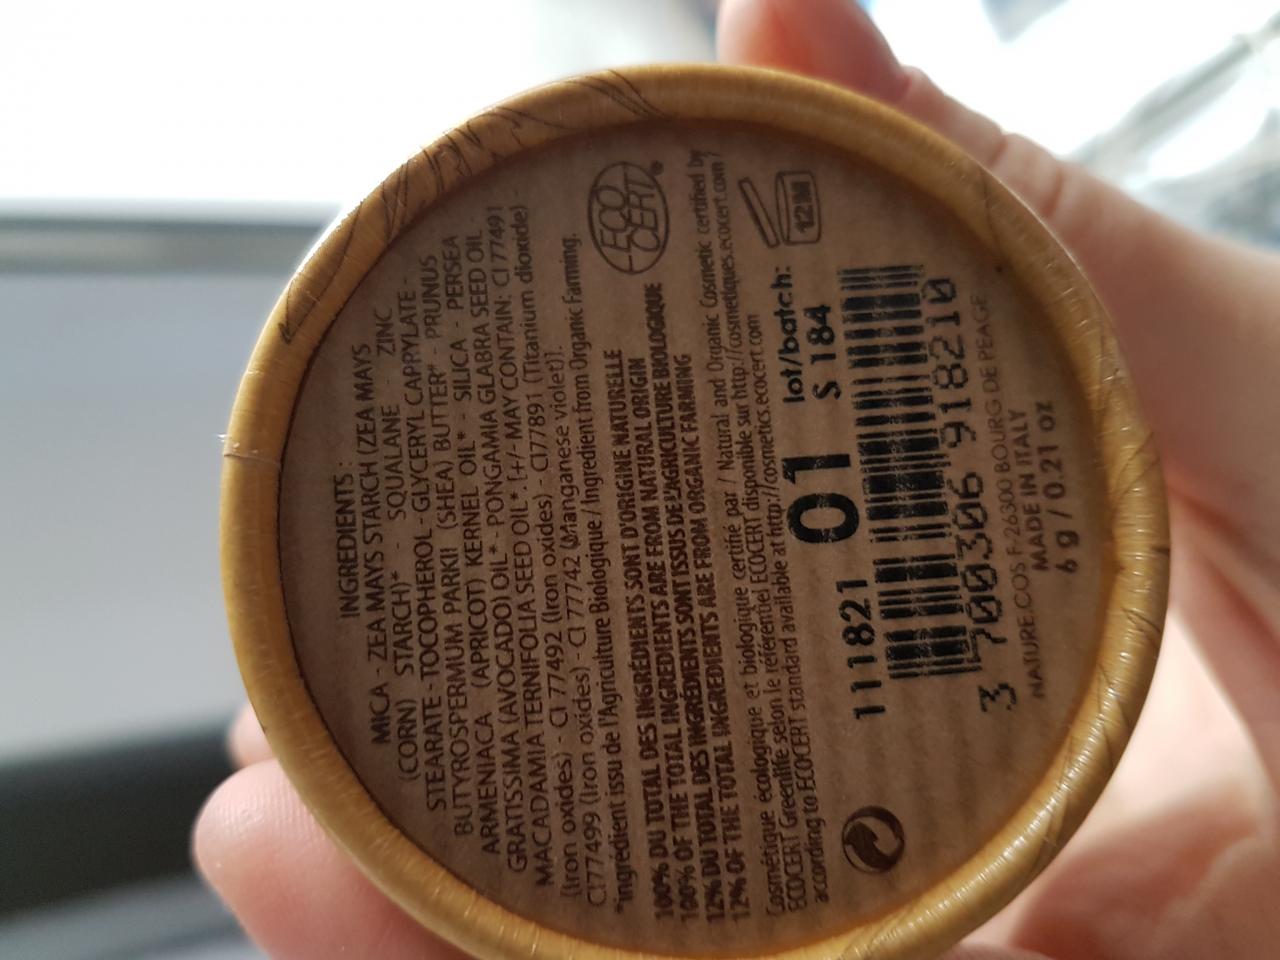 INGREDIENTS :
MICA - ZEA MAYS STARCH (ZEA MAYS
(CORN) STARCH)* - SQUALANE - ZINC
STEARATE - TOCOPHEROL - GLYCERYL CAPRYLATE -
BUTYROSPERMUM PARKII (SHEA) BUTTER* - PRUNUS
ARMENIACA (APRICOT) KERNEL OIL* - SILICA - PERSEA
GRATISSIMA (AVOCADO) OIL* - PONGAMIA GLABRA SEED OIL -
MACADAMIA TERNIFOLIA SEED OIL*. [+/- MAY CONTAIN: CI 77491
(Iron oxides) - CI 77492 (Iron oxides) - CI77891 (Titanium dioxide) -
CI77499 (Iron oxides) - CI 77742 (Manganese violet)].
*Ingrédient issu de l'Agriculture Biologique / Ingredient from Organic Farming.
100% DU TOTAL DES INGRÉDIENTS SONT D'ORIGINE NATURELLE
100% OF THE TOTAL INGREDIENTS ARE FROM NATURAL ORIGIN
12% DU TOTAL DES INGRÉDIENTS SONT ISSUS DE L'AGRICULTURE BIOLOGIQUE
12% OF THE TOTAL INGREDIENTS ARE FROM ORGANIC FARMING
ECO
CERT®
Cosmétique écologique et biologique certifié par / Natural and Organic Cosmetic certified by
ECOCERT Greenlife selon le référentiel ECOCERT disponible sur http://cosmetiques.ecocert.com /
according to ECOCERT standard available at http://cosmetics.ecocert.com
12M
111821 01 lot/batch:
S 184
3 700306 918210
NATURE.COS F-26300 BOURG DE PEAGE
MADE IN ITALY
6 g / 0.21 oz